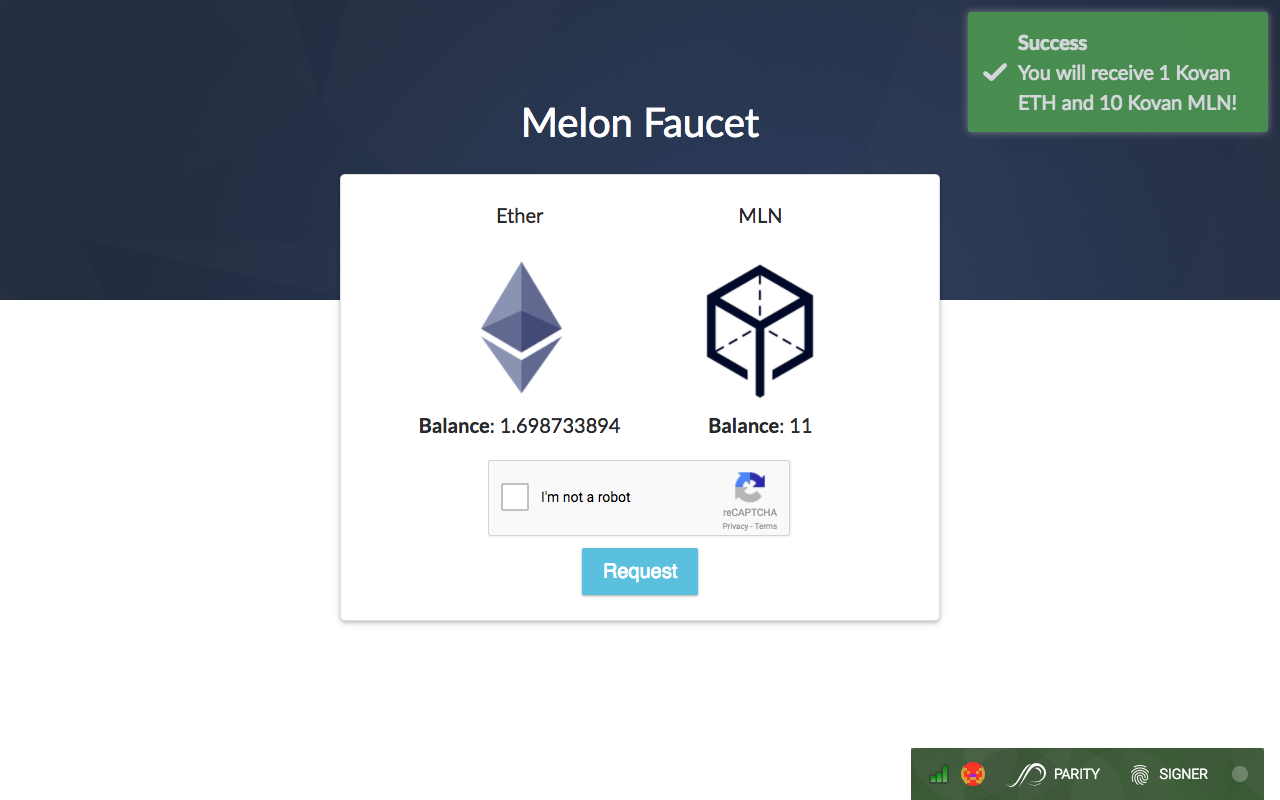 Success
You will receive 1 Kovan
ETH and 10 Kovan MLN!
Melon Faucet
Ether
MLN
Balance: 1.698733894
Balance: 11
I'm not a robot
reCAPTCHA
Privacy - Terms
Request
PARITY
SIGNER